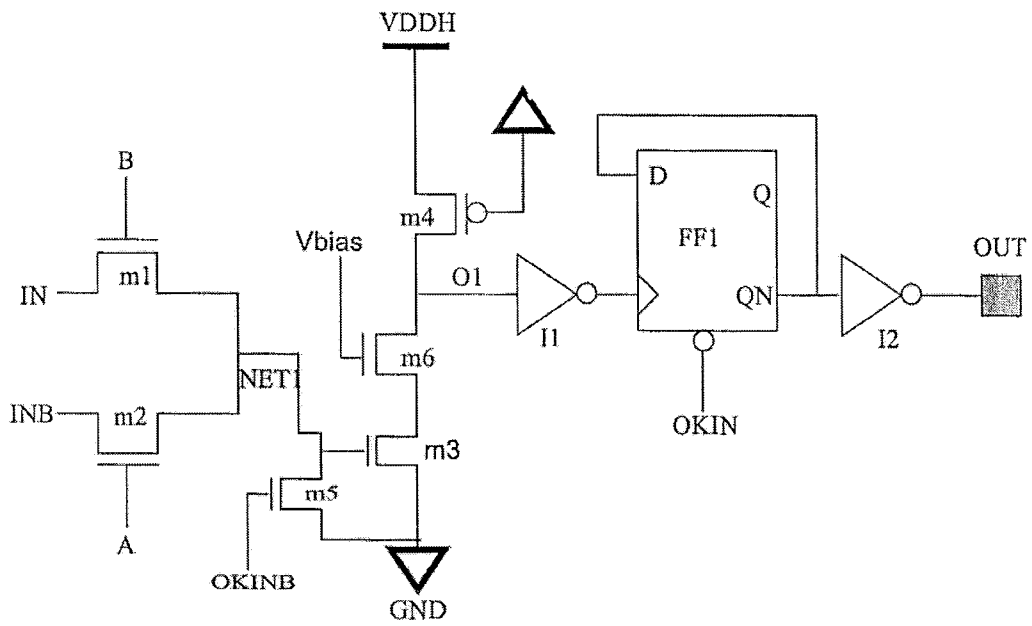 VDDH
B
m4
Vbias
D
Q
FF1
OUT
m1
O1
IN
QN
I1
I2
m6
NET1
INB
m2
m3
OKIN
m5
A
OKINB
GND